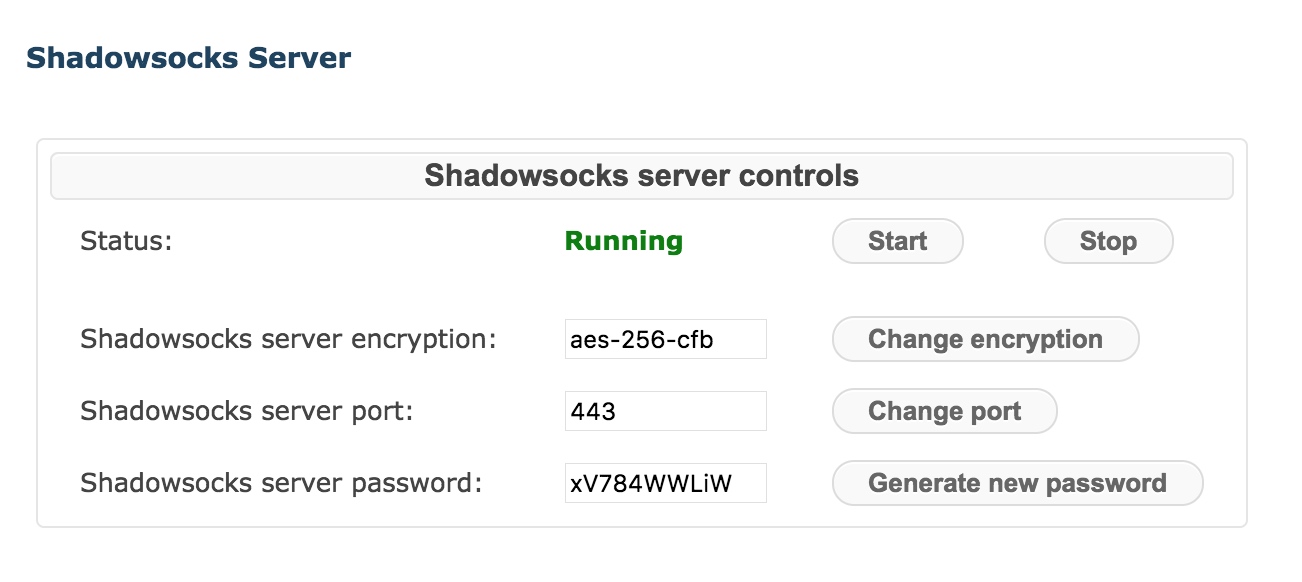 Shadowsocks Server
Shadowsocks server controls
Status: Running Start Stop
Shadowsocks server encryption: aes-256-cfb Change encryption
Shadowsocks server port: 443 Change port
Shadowsocks server password: xV784WWLiW Generate new password